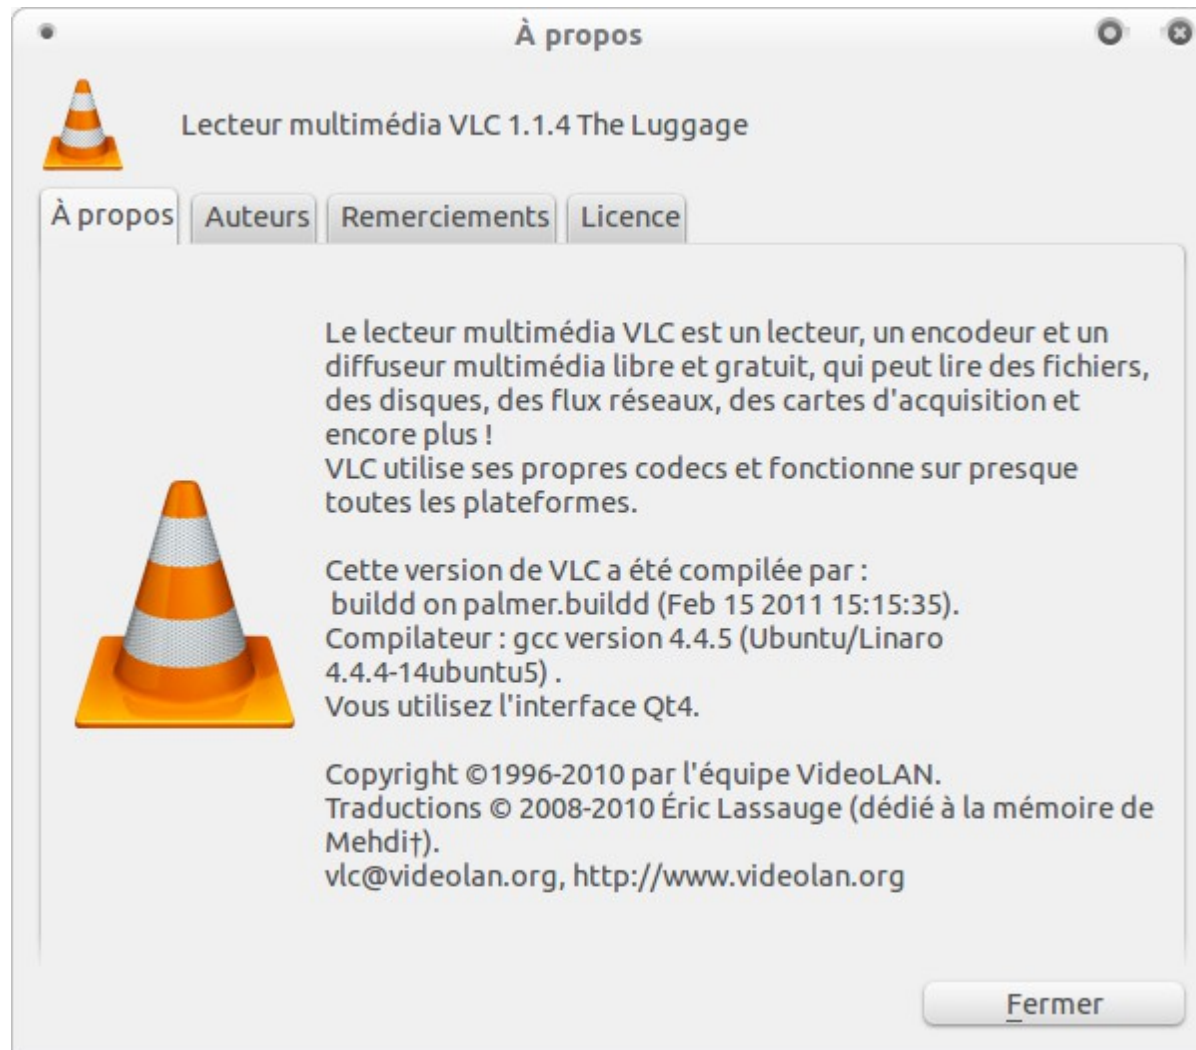 À propos
Lecteur multimédia VLC 1.1.4 The Luggage
À propos
Auteurs
Remerciements
Licence
Le lecteur multimédia VLC est un lecteur, un encodeur et un
diffuseur multimédia libre et gratuit, qui peut lire des fichiers,
des disques, des flux réseaux, des cartes d'acquisition et
encore plus !
VLC utilise ses propres codecs et fonctionne sur presque
toutes les plateformes.
Cette version de VLC a été compilée par :
buildd on palmer.buildd (Feb 15 2011 15:15:35).
Compilateur : gcc version 4.4.5 (Ubuntu/Linaro
4.4.4-14ubuntu5) .
Vous utilisez l'interface Qt4.
Copyright ©1996-2010 par l'équipe VideoLAN.
Traductions © 2008-2010 Éric Lassauge (dédié à la mémoire de
Mehdi†).
vlc@videolan.org, http://www.videolan.org
Fermer